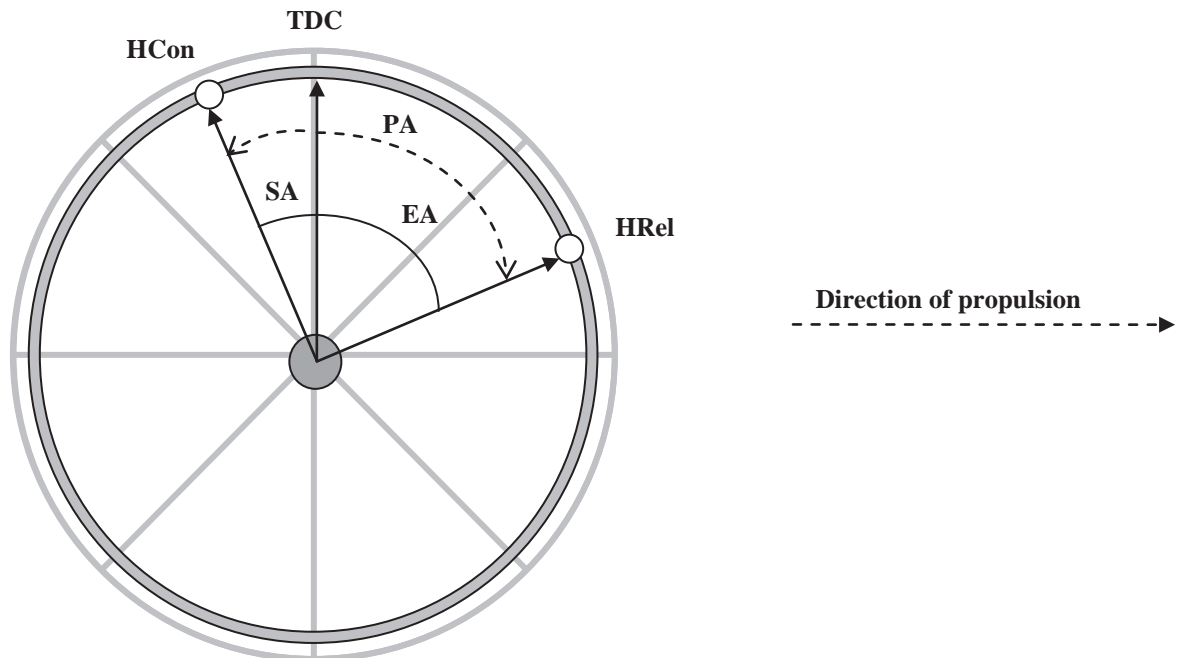 TDC
HCon
PA
SA
EA
HRel
Direction of propulsion